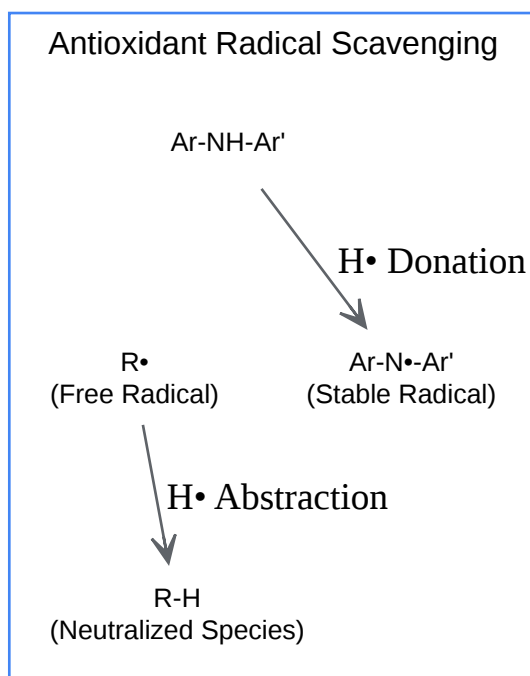 Antioxidant Radical Scavenging
Ar-NH-Ar'
H• Donation
R•
(Free Radical)
Ar-N•-Ar'
(Stable Radical)
H• Abstraction
R-H
(Neutralized Species)